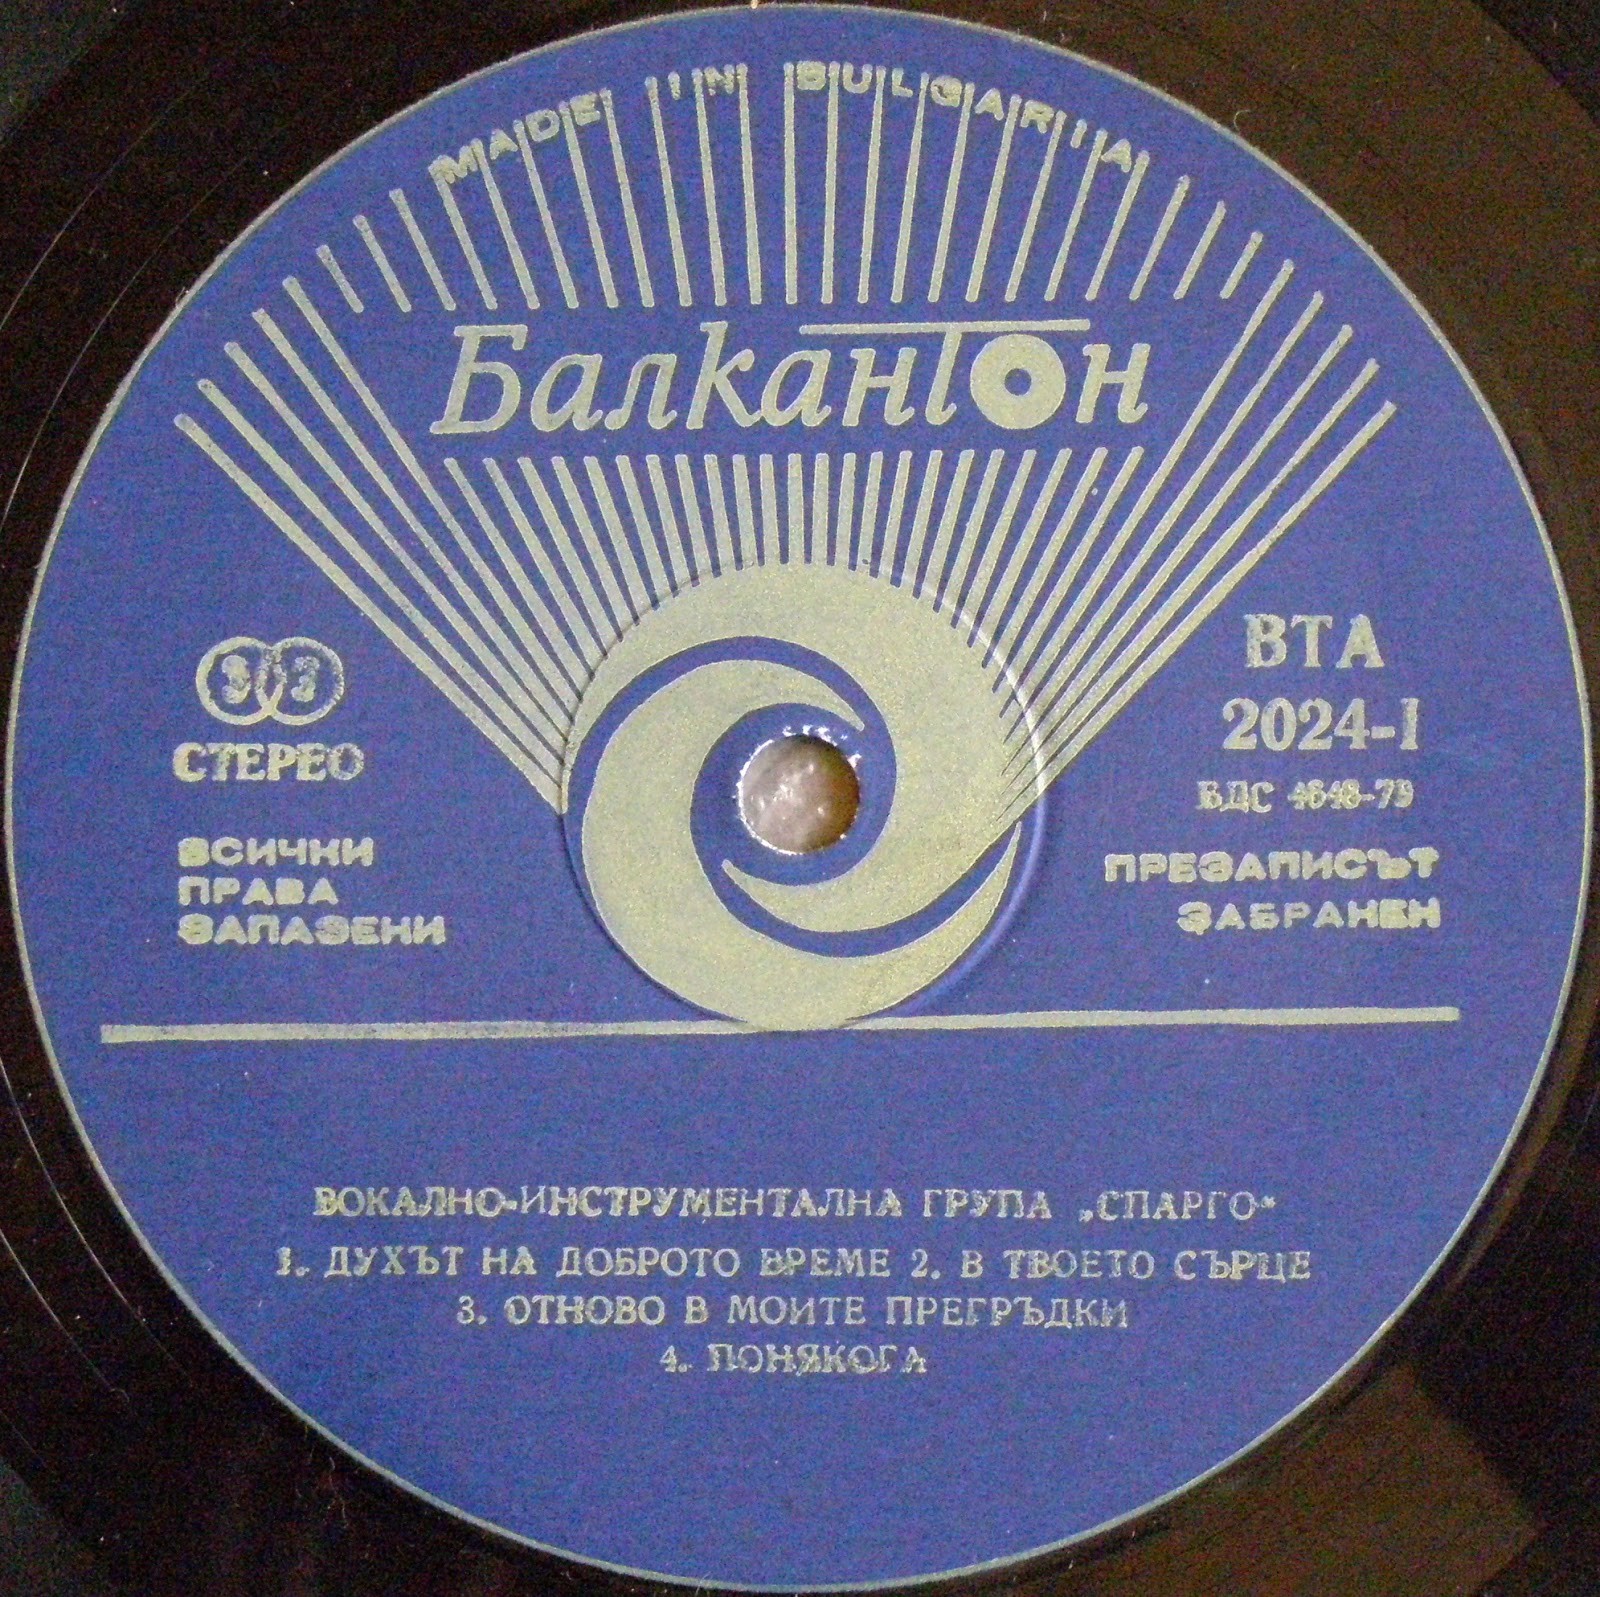 MADE IN BULGARIA
Балкантон
33
СТЕРЕО
ВСИЧКИ
ПРАВА
ЗАПАЗЕНИ
ВТА
2024-I
БДС 4648-79
ПРЕЗАПИСЪТ
ЗАБРАНЕН
ВОКАЛНО-ИНСТРУМЕНТАЛНА ГРУПА „СПАРГО“
1. ДУХЪТ НА ДОБРОТО ВРЕМЕ 2. В ТВОЕТО СЪРЦЕ
3. ОТНОВО В МОИТЕ ПРЕГРЪДКИ
4. ПОНЯКОГА